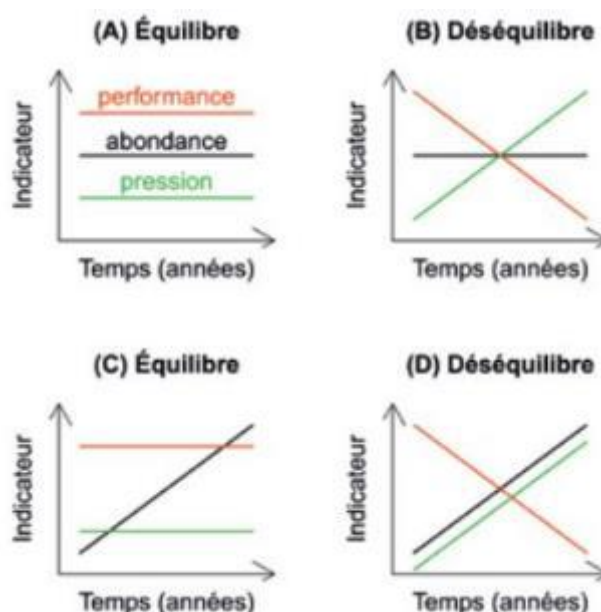 (A) Équilibre
(B) Déséquilibre
performance
abondance
pression
Indicateur
Indicateur
Temps (années)
Temps (années)
(C) Équilibre
(D) Déséquilibre
Indicateur
Indicateur
Temps (années)
Temps (années)